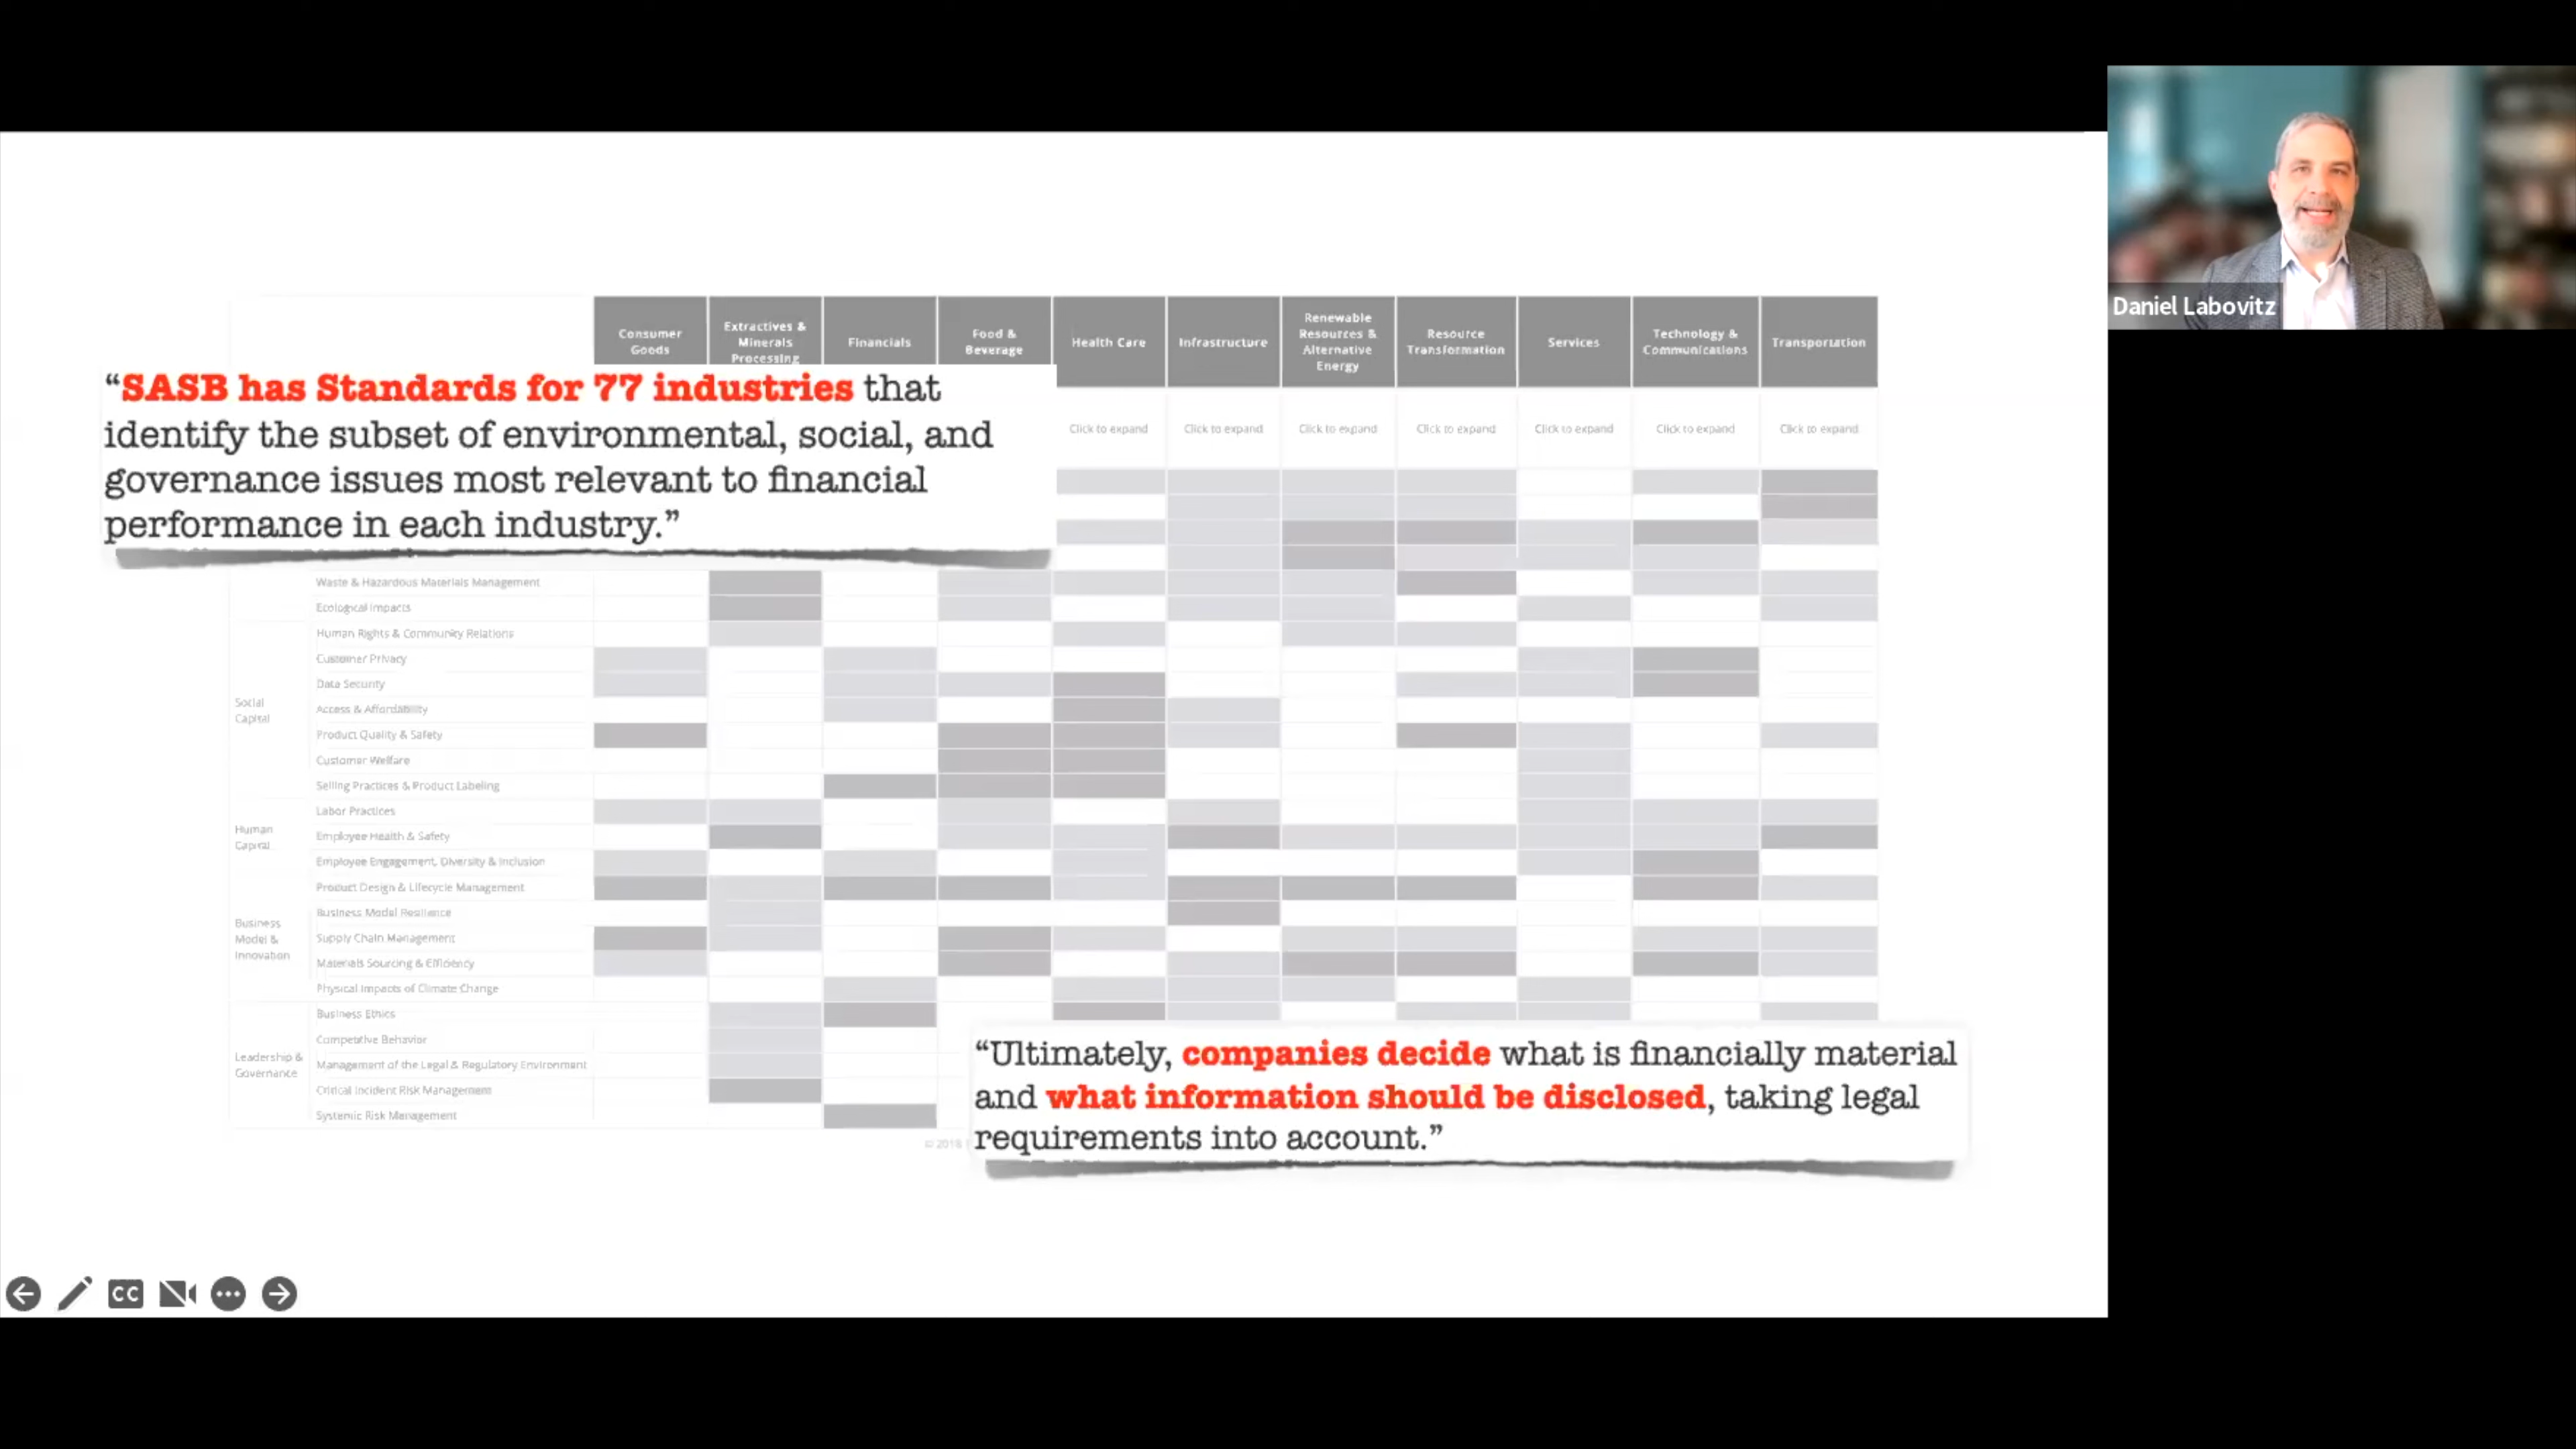 Daniel Labovitz
Consumer
Goods
Extractives &
Minerals
Processing
Financials
Food &
Beverage
Health Care
Infrastructure
Renewable
Resources &
Alternative
Energy
Resource
Transformation
Services
Technology &
Communications
Transportation
“SASB has Standards for 77 industries that
identify the subset of environmental, social, and
governance issues most relevant to financial
performance in each industry.”
Click to expand
Click to expand
Click to expand
Click to expand
Click to expand
Click to expand
Click to expand
Waste & Hazardous Materials Management
Ecological Impacts
Social
Capital
Human Rights & Community Relations
Customer Privacy
Data Security
Access & Affordability
Product Quality & Safety
Customer Welfare
Selling Practices & Product Labeling
Human
Capital
Labor Practices
Employee Health & Safety
Employee Engagement, Diversity & Inclusion
Business
Model &
Innovation
Product Design & Lifecycle Management
Business Model Resilience
Supply Chain Management
Materials Sourcing & Efficiency
Physical Impacts of Climate Change
Leadership &
Governance
Business Ethics
Competitive Behavior
Management of the Legal & Regulatory Environment
Critical Incident Risk Management
Systemic Risk Management
© 2018
“Ultimately, companies decide what is financially material
and what information should be disclosed, taking legal
requirements into account.”
CC